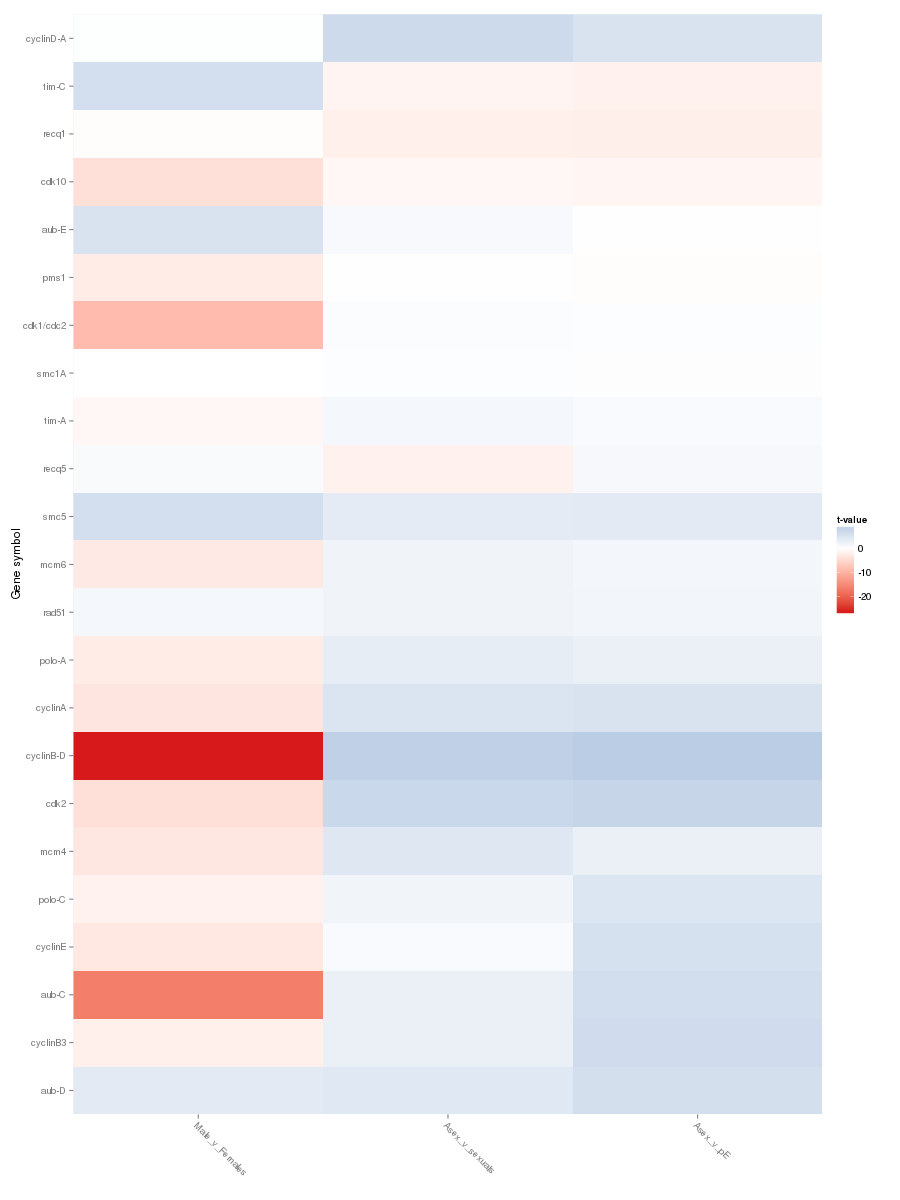 cyclinD-A
tim-C
recq1
cdk10
aub-E
pms1
cdk1/cdc2
smc1A
tim-A
recq5
smc5
mcm6
rad51
polo-A
cyclinA
cyclinB-D
cdk2
mcm4
polo-C
cyclinE
aub-C
cyclinB3
aub-D
Gene symbol
Male_v_Females
Asex_v_sexuals
Asex_v_pE
t-value
0
-10
-20